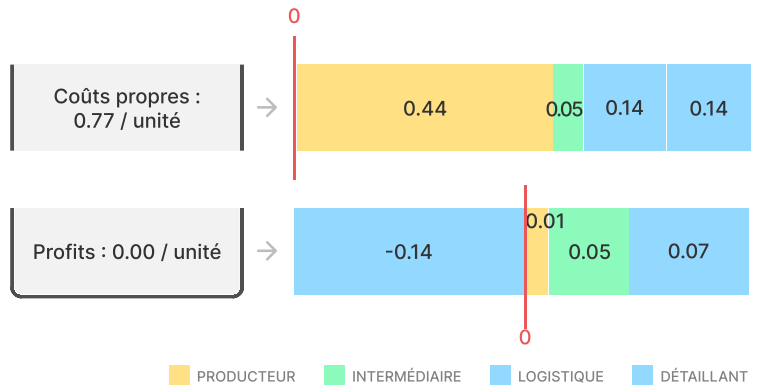 0
Coûts propres :
0.77 / unité
0.44
0.05
0.14
0.14
Profits : 0.00 / unité
-0.14
0.01
0.05
0.07
0
PRODUCTEUR
INTERMÉDIAIRE
LOGISTIQUE
DÉTAILLANT